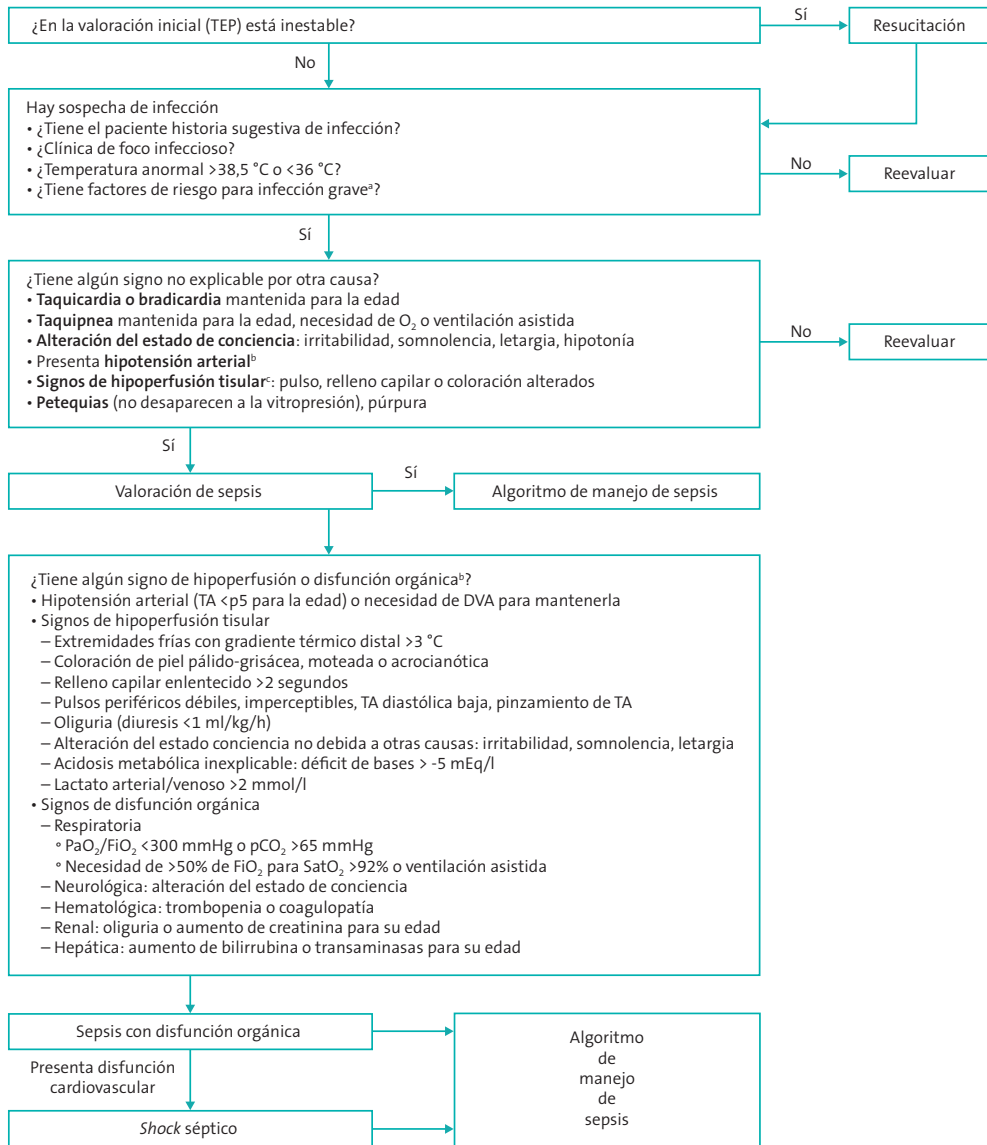 ¿En la valoración inicial (TEP) está inestable?
Sí
Resucitación
No
Hay sospecha de infección
• ¿Tiene el paciente historia sugestiva de infección?
• ¿Clínica de foco infeccioso?
• ¿Temperatura anormal >38,5 °C o <36 °C?
• ¿Tiene factores de riesgo para infección graveᵃ?
No
Reevaluar
Sí
¿Tiene algún signo no explicable por otra causa?
• Taquicardia o bradicardia mantenida para la edad
• Taquipnea mantenida para la edad, necesidad de O₂ o ventilación asistida
• Alteración del estado de conciencia: irritabilidad, somnolencia, letargia, hipotonía
• Presenta hipotensión arterialᵇ
• Signos de hipoperfusión tisularᶜ: pulso, relleno capilar o coloración alterados
• Petequias (no desaparecen a la vitropresión), púrpura
No
Reevaluar
Sí
Valoración de sepsis
Sí
Algoritmo de manejo de sepsis
¿Tiene algún signo de hipoperfusión o disfunción orgánicaᵇ?
• Hipotensión arterial (TA <p5 para la edad) o necesidad de DVA para mantenerla
• Signos de hipoperfusión tisular
– Extremidades frías con gradiente térmico distal >3 °C
– Coloración de piel pálido-grisácea, moteada o acrocianótica
– Relleno capilar enlentecido >2 segundos
– Pulsos periféricos débiles, imperceptibles, TA diastólica baja, pinzamiento de TA
– Oliguria (diuresis <1 ml/kg/h)
– Alteración del estado conciencia no debida a otras causas: irritabilidad, somnolencia, letargia
– Acidosis metabólica inexplicable: déficit de bases > -5 mEq/l
– Lactato arterial/venoso >2 mmol/l
• Signos de disfunción orgánica
– Respiratoria
° PaO₂/FiO₂ <300 mmHg o pCO₂ >65 mmHg
° Necesidad de >50% de FiO₂ para SatO₂ >92% o ventilación asistida
– Neurológica: alteración del estado de conciencia
– Hematológica: trombopenia o coagulopatía
– Renal: oliguria o aumento de creatinina para su edad
– Hepática: aumento de bilirrubina o transaminasas para su edad
Sepsis con disfunción orgánica
Presenta disfunción
cardiovascular
Shock séptico
Algoritmo
de
manejo
de
sepsis